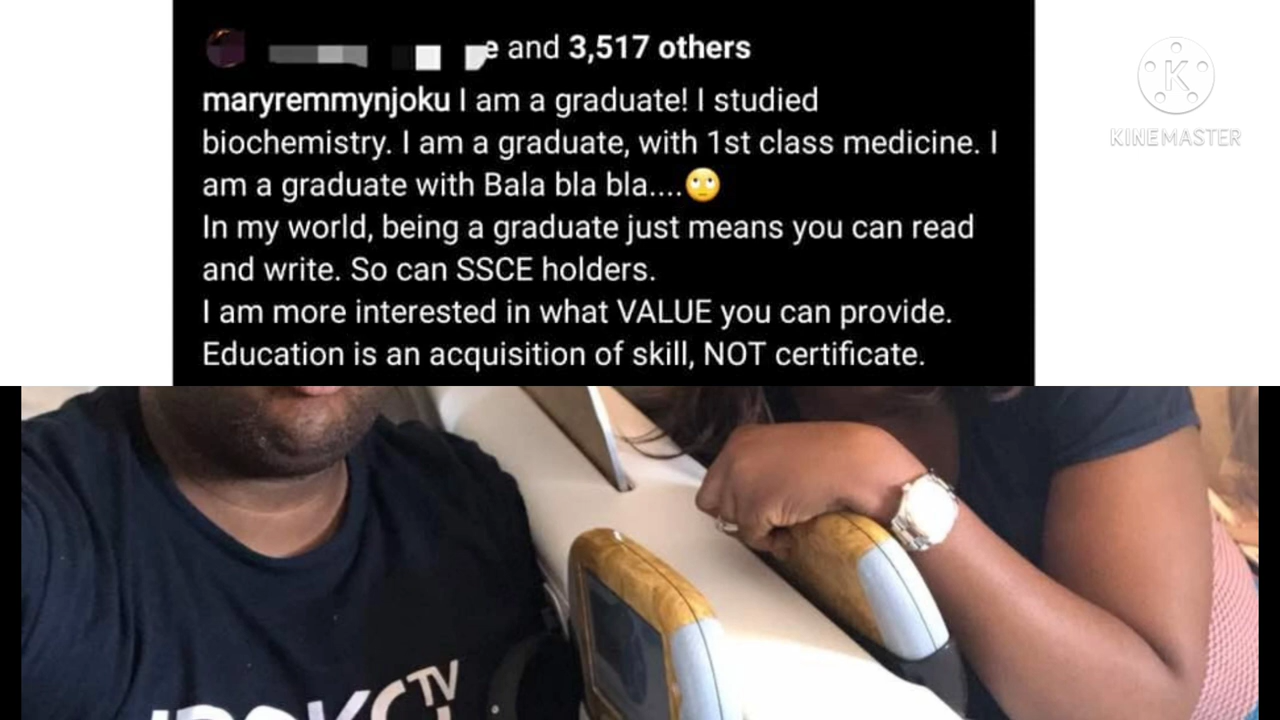 e and 3,517 others
maryremmynjoku I am a graduate! I studied
biochemistry. I am a graduate, with 1st class medicine. I
am a graduate with Bala bla bla....🙄
In my world, being a graduate just means you can read
and write. So can SSCE holders.
I am more interested in what VALUE you can provide.
Education is an acquisition of skill, NOT certificate.
K
KINEMASTER
TV